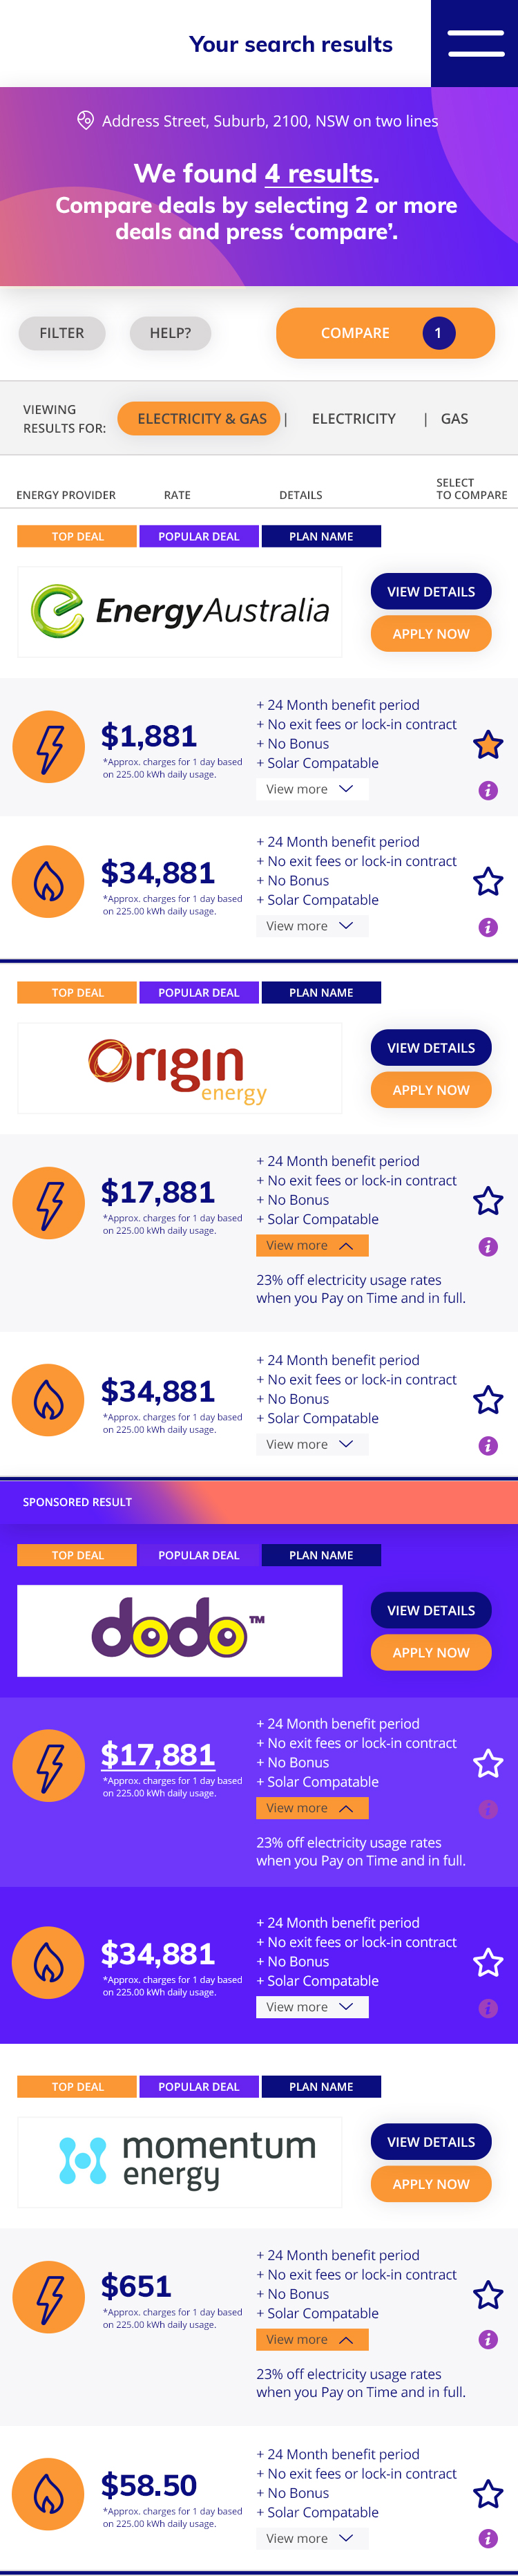 Your search results
Address Street, Suburb, 2100, NSW on two lines
We found 4 results.
Compare deals by selecting 2 or more
deals and press ‘compare’.
FILTER
HELP?
COMPARE 1
VIEWING
RESULTS FOR:
ELECTRICITY & GAS | ELECTRICITY | GAS
ENERGY PROVIDER
RATE
DETAILS
SELECT
TO COMPARE
TOP DEAL
POPULAR DEAL
PLAN NAME
EnergyAustralia
VIEW DETAILS
APPLY NOW
$1,881
*Approx. charges for 1 day based
on 225.00 kWh daily usage.
+ 24 Month benefit period
+ No exit fees or lock-in contract
+ No Bonus
+ Solar Compatable
View more
i
$34,881
*Approx. charges for 1 day based
on 225.00 kWh daily usage.
+ 24 Month benefit period
+ No exit fees or lock-in contract
+ No Bonus
+ Solar Compatable
View more
i
TOP DEAL
POPULAR DEAL
PLAN NAME
Origin
energy
VIEW DETAILS
APPLY NOW
$17,881
*Approx. charges for 1 day based
on 225.00 kWh daily usage.
+ 24 Month benefit period
+ No exit fees or lock-in contract
+ No Bonus
+ Solar Compatable
View more
i
23% off electricity usage rates
when you Pay on Time and in full.
$34,881
*Approx. charges for 1 day based
on 225.00 kWh daily usage.
+ 24 Month benefit period
+ No exit fees or lock-in contract
+ No Bonus
+ Solar Compatable
View more
i
SPONSORED RESULT
TOP DEAL
POPULAR DEAL
PLAN NAME
dodo™
VIEW DETAILS
APPLY NOW
$17,881
*Approx. charges for 1 day based
on 225.00 kWh daily usage.
+ 24 Month benefit period
+ No exit fees or lock-in contract
+ No Bonus
+ Solar Compatable
View more
i
23% off electricity usage rates
when you Pay on Time and in full.
$34,881
*Approx. charges for 1 day based
on 225.00 kWh daily usage.
+ 24 Month benefit period
+ No exit fees or lock-in contract
+ No Bonus
+ Solar Compatable
View more
i
TOP DEAL
POPULAR DEAL
PLAN NAME
momentum
energy
VIEW DETAILS
APPLY NOW
$651
*Approx. charges for 1 day based
on 225.00 kWh daily usage.
+ 24 Month benefit period
+ No exit fees or lock-in contract
+ No Bonus
+ Solar Compatable
View more
i
23% off electricity usage rates
when you Pay on Time and in full.
$58.50
*Approx. charges for 1 day based
on 225.00 kWh daily usage.
+ 24 Month benefit period
+ No exit fees or lock-in contract
+ No Bonus
+ Solar Compatable
View more
i